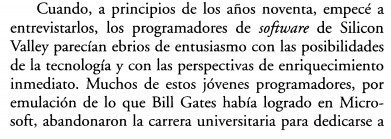 Cuando, a principios de los años noventa, empecé a
entrevistarlos, los programadores de software de Silicon
Valley parecían ebrios de entusiasmo con las posibilidades
de la tecnología y con las perspectivas de enriquecimiento
inmediato. Muchos de estos jóvenes programadores, por
emulación de lo que Bill Gates había logrado en Micro-
soft, abandonaron la carrera universitaria para dedicarse a